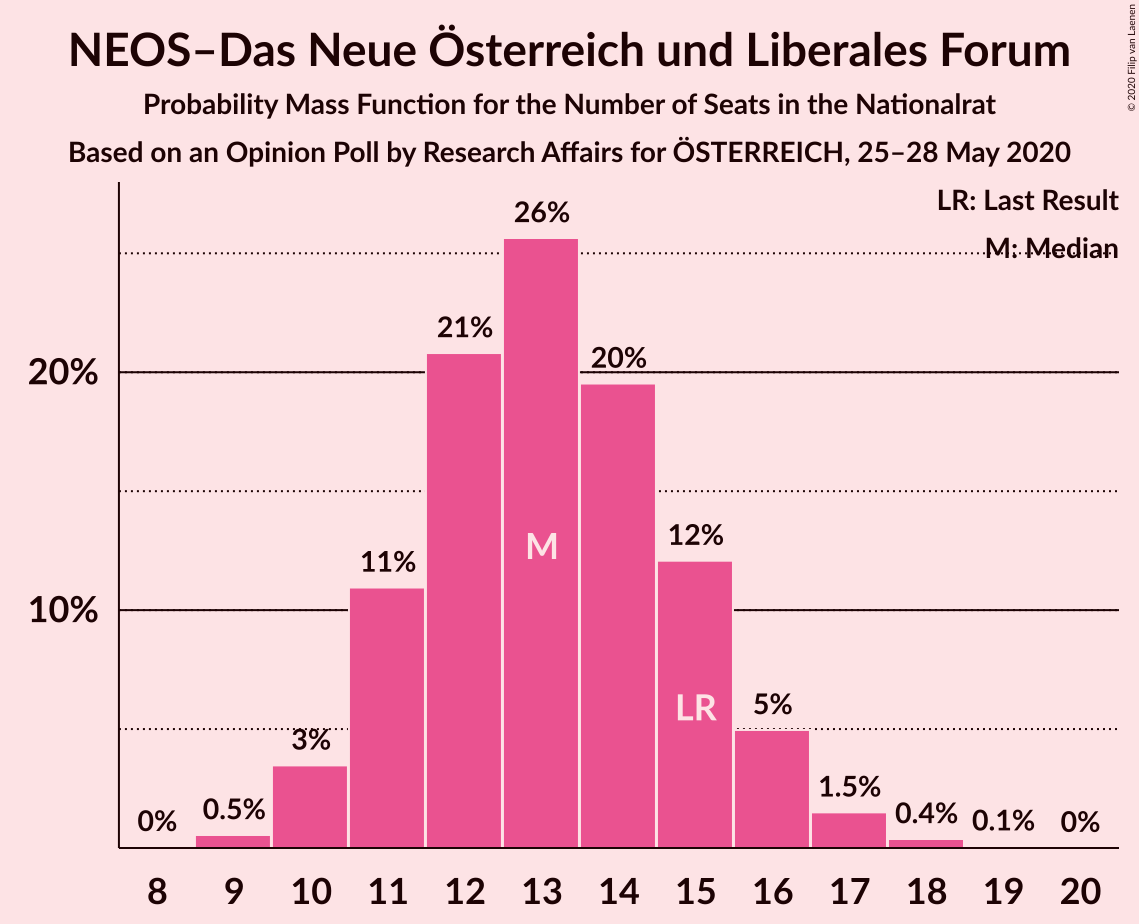 NEOS–Das Neue Österreich und Liberales Forum
Probability Mass Function for the Number of Seats in the Nationalrat
Based on an Opinion Poll by Research Affairs for ÖSTERREICH, 25–28 May 2020
© 2020 Filip van Laenen
LR: Last Result
M: Median
20%
10%
0%
0.5%
3%
11%
21%
26%
20%
12%
5%
1.5%
0.4%
0.1%
0%
M
LR
8 9 10 11 12 13 14 15 16 17 18 19 20